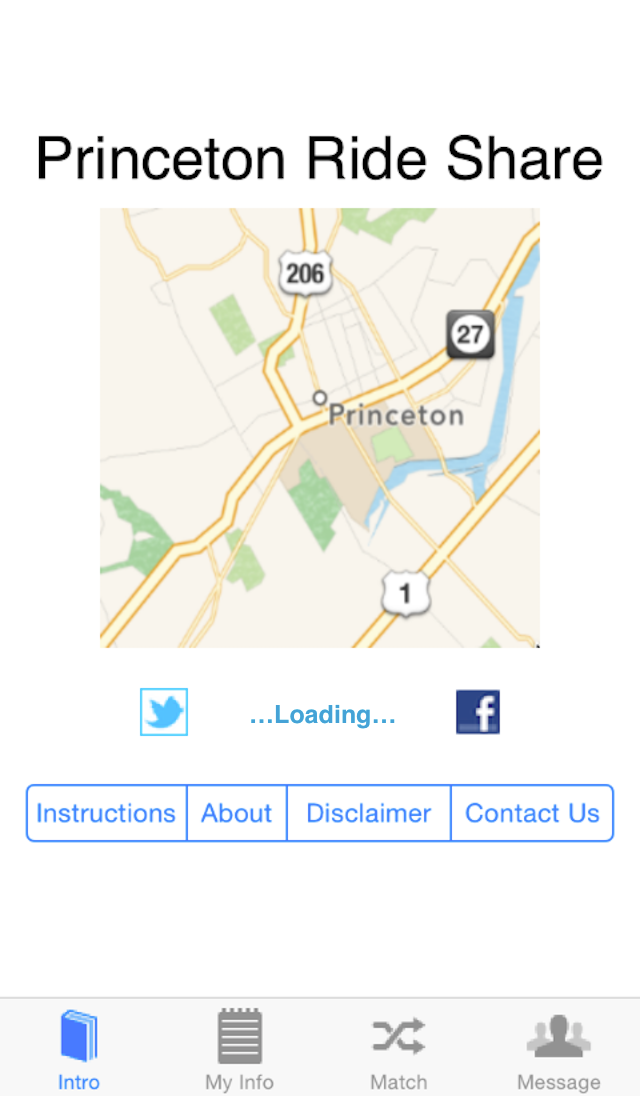 Princeton Ride Share
206
27
Princeton
1
...Loading...
Instructions About Disclaimer Contact Us
Intro My Info Match Message